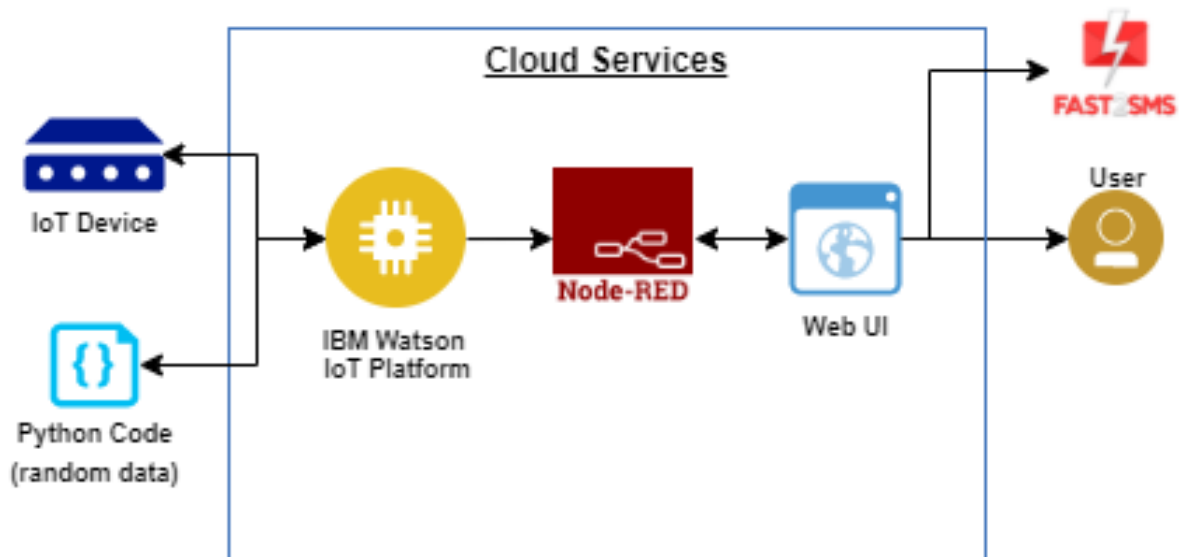 Cloud Services
FAST2SMS
User
IoT Device
Node-RED
Web UI
IBM Watson
IoT Platform
{}
Python Code
(random data)